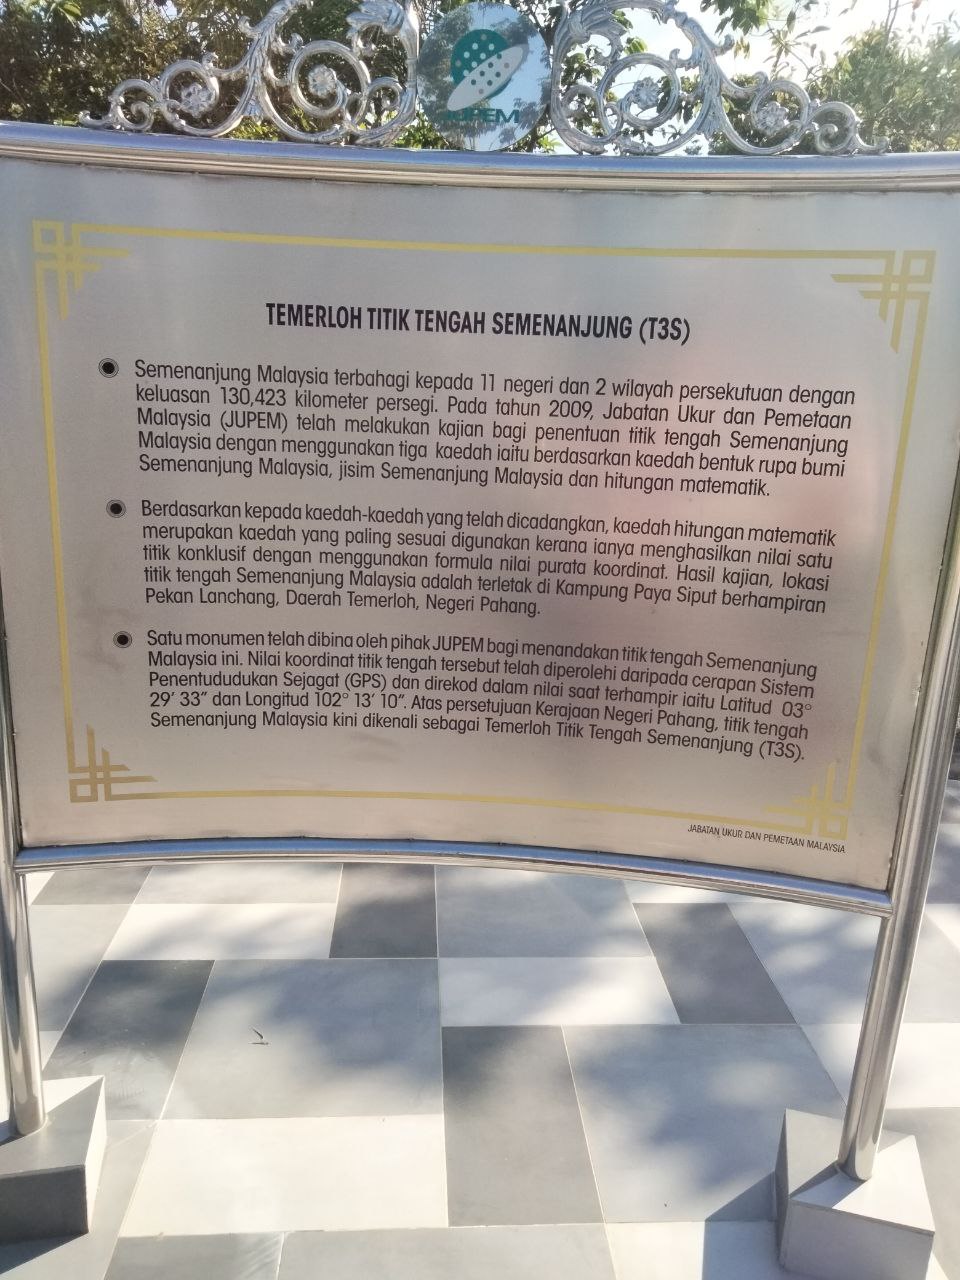 JUPEM
TEMERLOH TITIK TENGAH SEMENANJUNG (T3S)
Semenanjung Malaysia terbahagi kepada 11 negeri dan 2 wilayah persekutuan dengan
keluasan 130,423 kilometer persegi. Pada tahun 2009, Jabatan Ukur dan Pemetaan
Malaysia (JUPEM) telah melakukan kajian bagi penentuan titik tengah Semenanjung
Malaysia dengan menggunakan tiga kaedah iaitu berdasarkan kaedah bentuk rupa bumi
Semenanjung Malaysia, jisim Semenanjung Malaysia dan hitungan matematik.
Berdasarkan kepada kaedah-kaedah yang telah dicadangkan, kaedah hitungan matematik
merupakan kaedah yang paling sesuai digunakan kerana ianya menghasilkan nilai satu
titik konklusif dengan menggunakan formula nilai purata koordinat. Hasil kajian, lokasi
titik tengah Semenanjung Malaysia adalah terletak di Kampung Paya Siput berhampiran
Pekan Lanchang, Daerah Temerloh, Negeri Pahang.
Satu monumen telah dibina oleh pihak JUPEM bagi menandakan titik tengah Semenanjung
Malaysia ini. Nilai koordinat titik tengah tersebut telah diperolehi daripada cerapan Sistem
Penentududukan Sejagat (GPS) dan direkod dalam nilai saat terhampir iaitu Latitud 03°
29' 33" dan Longitud 102° 13' 10". Atas persetujuan Kerajaan Negeri Pahang, titik tengah
Semenanjung Malaysia kini dikenali sebagai Temerloh Titik Tengah Semenanjung (T3S).
JABATAN UKUR DAN PEMETAAN MALAYSIA